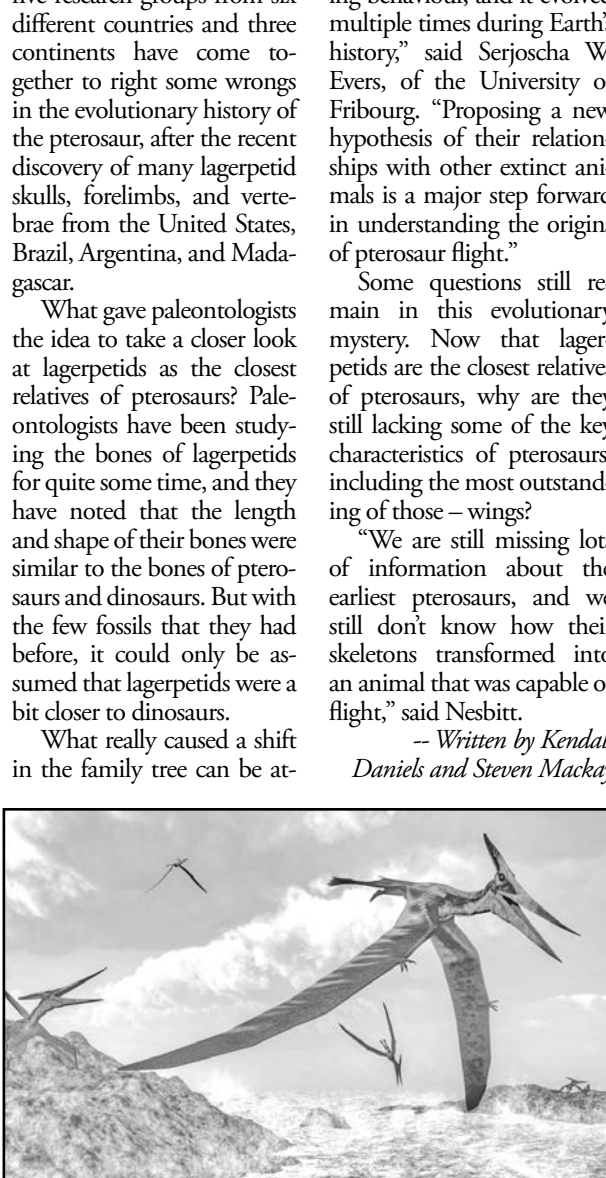 five research groups from six
different countries and three
continents have come to-
gether to right some wrongs
in the evolutionary history of
the pterosaur, after the recent
discovery of many lagerpetid
skulls, forelimbs, and verte-
brae from the United States,
Brazil, Argentina, and Mada-
gascar.
What gave paleontologists
the idea to take a closer look
at lagerpetids as the closest
relatives of pterosaurs? Pale-
ontologists have been study-
ing the bones of lagerpetids
for quite some time, and they
have noted that the length
and shape of their bones were
similar to the bones of ptero-
saurs and dinosaurs. But with
the few fossils that they had
before, it could only be as-
sumed that lagerpetids were a
bit closer to dinosaurs.
What really caused a shift
in the family tree can be at-
ing behaviour, and it evolved
multiple times during Earth'
history,” said Serjoscha W
Evers, of the University o
Fribourg. “Proposing a new
hypothesis of their relation
ships with other extinct ani
mals is a major step forward
in understanding the origin
of pterosaur flight.”
Some questions still re
main in this evolutionary
mystery. Now that lager
petids are the closest relative
of pterosaurs, why are they
still lacking some of the key
characteristics of pterosaurs
including the most outstand
ing of those – wings?
“We are still missing lot
of information about the
earliest pterosaurs, and we
still don’t know how their
skeletons transformed into
an animal that was capable o
flight,” said Nesbitt.
-- Written by Kendal
Daniels and Steven Mackay